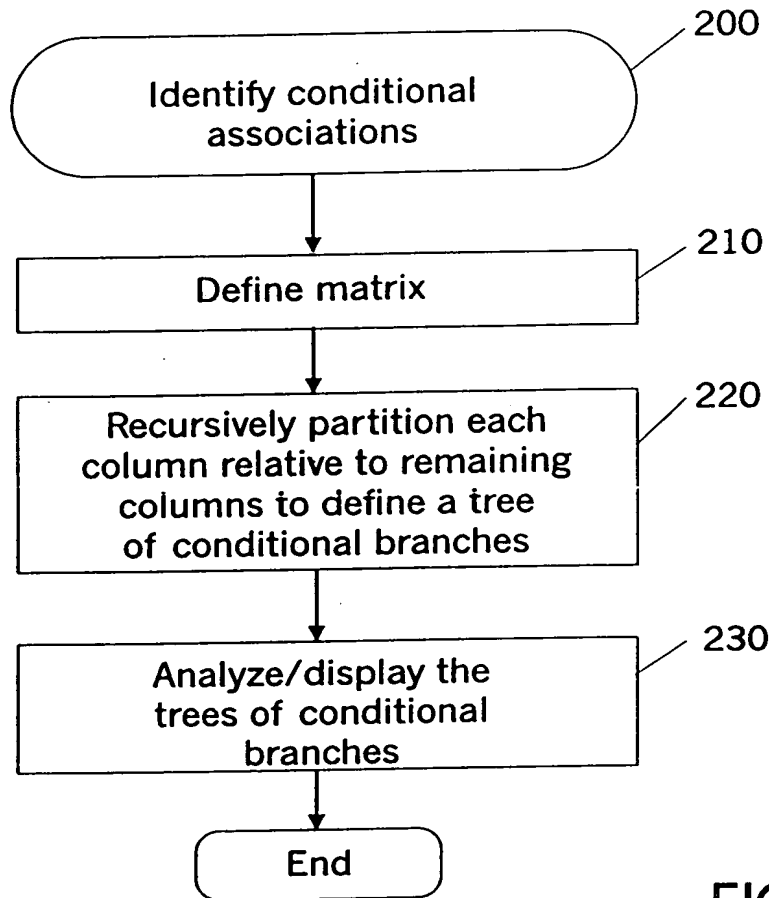 200
Identify conditional
associations
210
Define matrix
220
Recursively partition each
column relative to remaining
columns to define a tree
of conditional branches
230
Analyze/display the
trees of conditional
branches
End